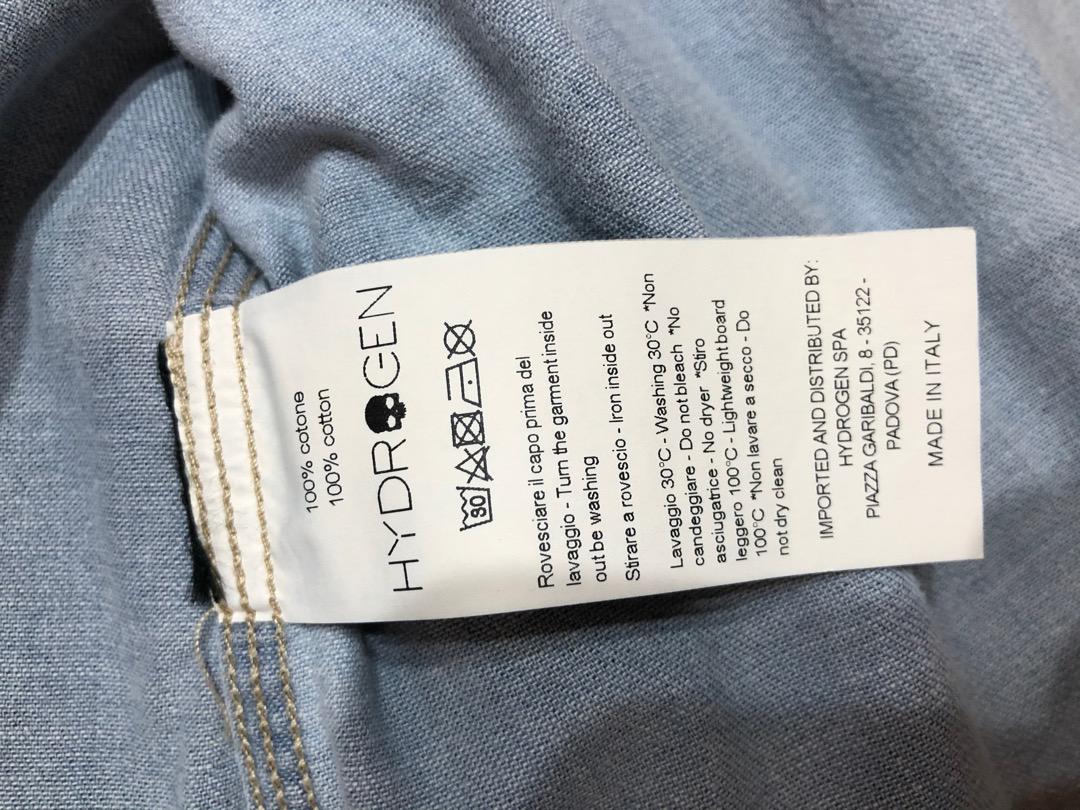 100% cotone
100% cotton
HYDROGEN
30
Rovesciare il capo prima del
lavaggio - Turn the garment inside
out be washing
Stirare a rovescio - Iron inside out
Lavaggio 30°C - Washing 30°C *Non
candeggiare - Do not bleach *No
asciugatrice - No dryer *Stiro
leggero 100°C - Lightweight board
100°C *Non lavare a secco - Do
not dry clean
IMPORTED AND DISTRIBUTED BY:
HYDROGEN SPA
PIAZZA GARIBALDI, 8 - 35122 -
PADOVA (PD)
MADE IN ITALY